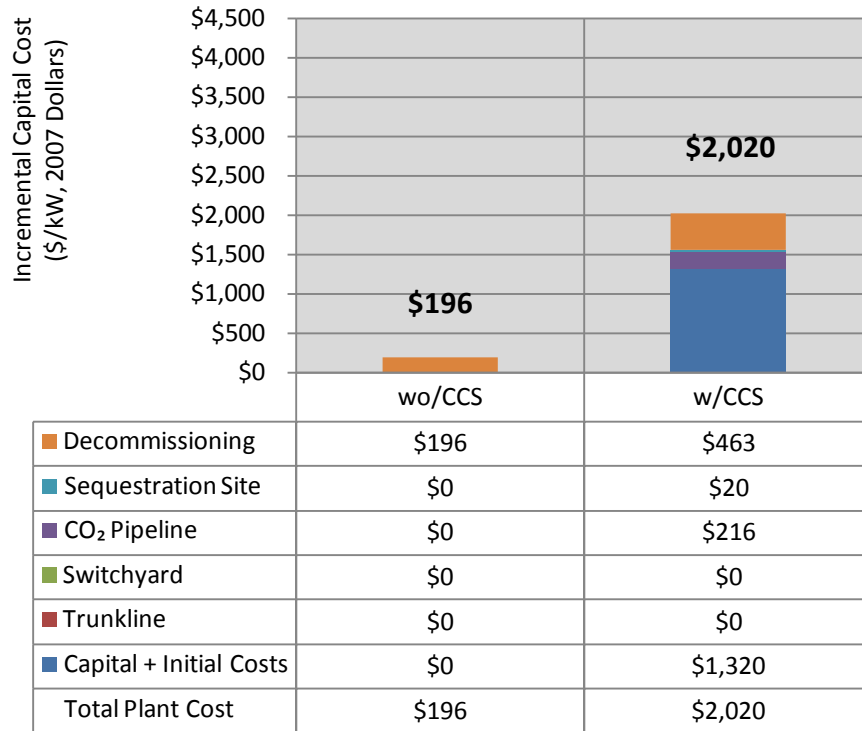 Incremental Capital Cost
($/kW, 2007 Dollars)
$4,500
$4,000
$3,500
$3,000
$2,500
$2,000
$1,500
$1,000
$500
$0
$196
$2,020
wo/CCS w/CCS
Decommissioning $196 $463
Sequestration Site $0 $20
CO₂ Pipeline $0 $216
Switchyard $0 $0
Trunkline $0 $0
Capital + Initial Costs $0 $1,320
Total Plant Cost $196 $2,020